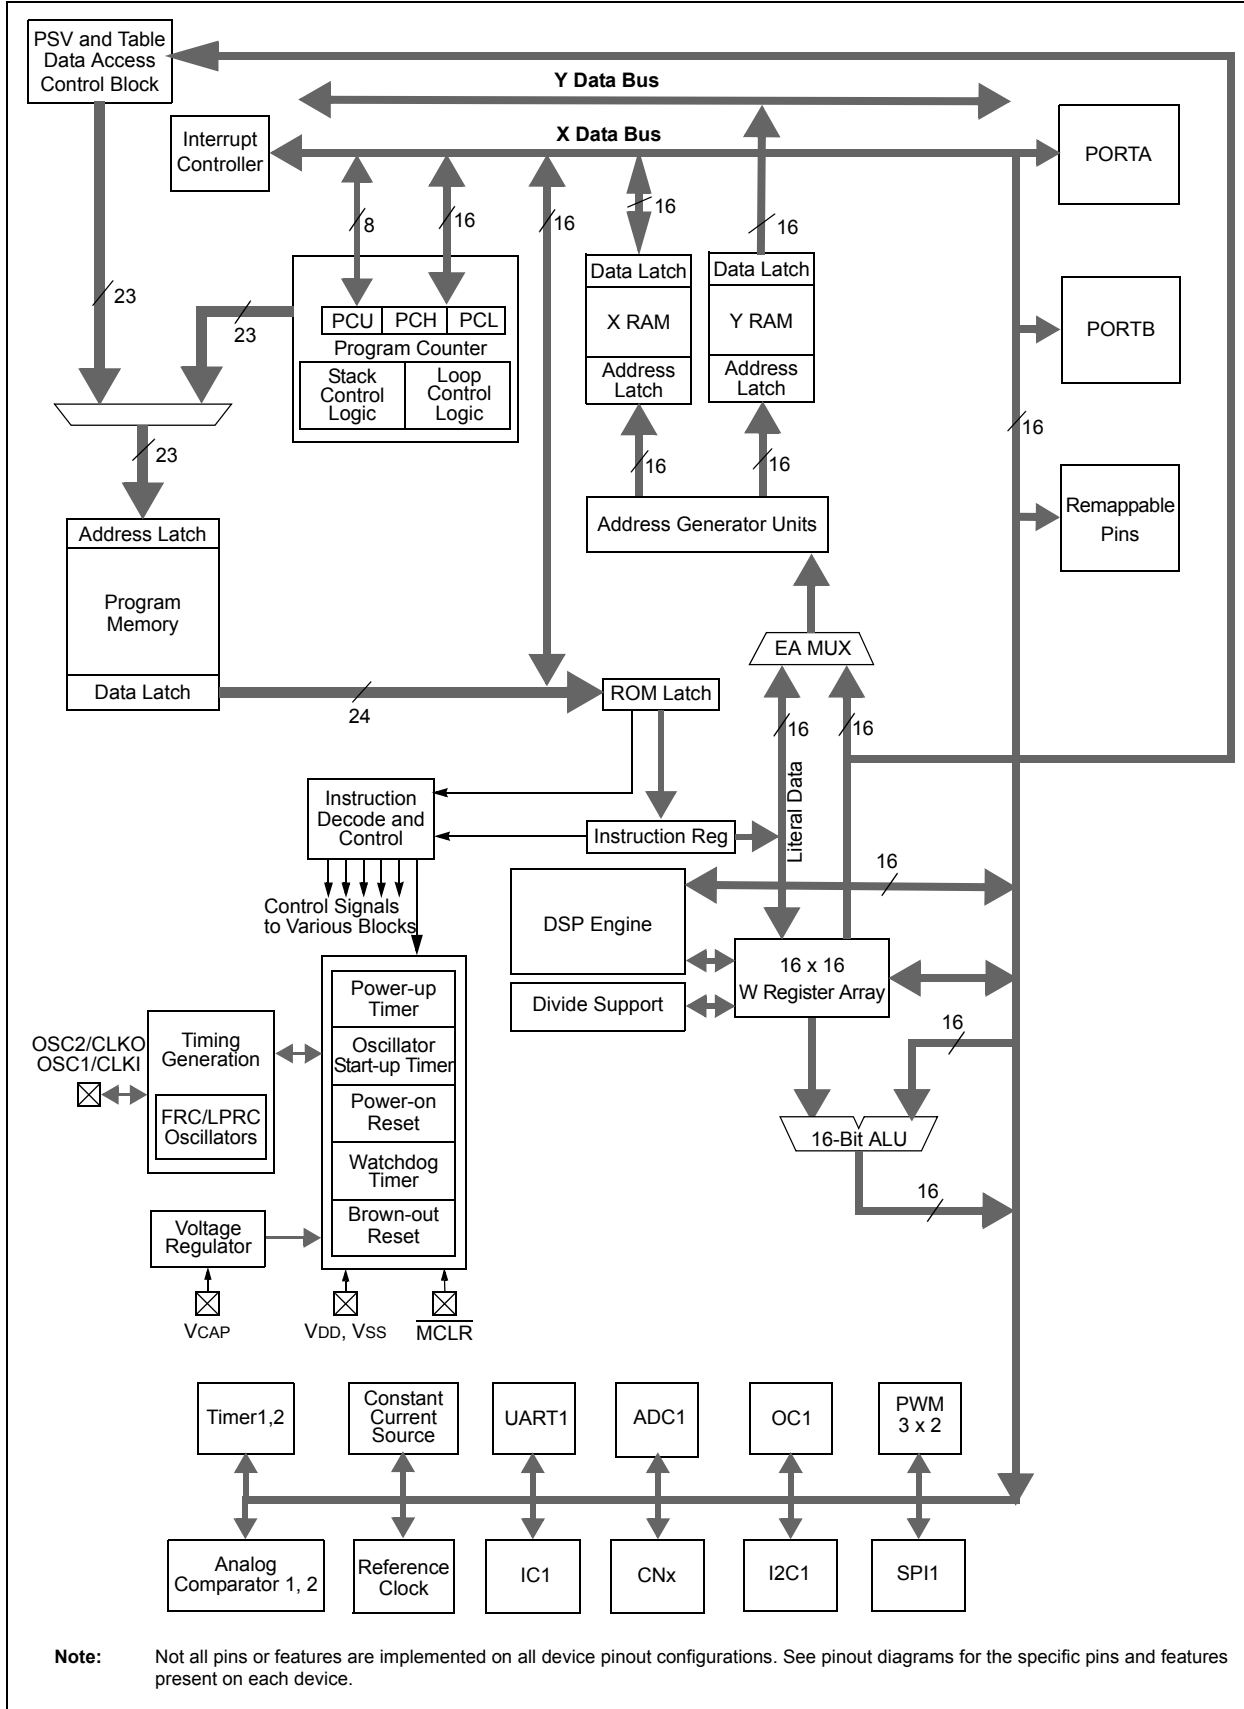 PSV and Table
Data Access
Control Block
Y Data Bus
X Data Bus
Interrupt
Controller
PORTA
8
16
16
16
16
23
23
Data Latch
X RAM
Address
Latch
Data Latch
Y RAM
Address
Latch
PCU
PCH
PCL
Program Counter
Stack
Control
Logic
Loop
Control
Logic
PORTB
16
23
16
16
Address Latch
Program
Memory
Data Latch
Address Generator Units
Remappable
Pins
EA MUX
24
ROM Latch
16
16
Literal Data
Instruction
Decode and
Control
Instruction Reg
16
Control Signals
to Various Blocks
DSP Engine
16 x 16
W Register Array
Divide Support
Power-up
Timer
Oscillator
Start-up Timer
Power-on
Reset
Watchdog
Timer
Brown-out
Reset
OSC2/CLKO
OSC1/CLKI
Timing
Generation
FRC/LPRC
Oscillators
16
16-Bit ALU
16
Voltage
Regulator
VCAP
VDD, VSS
MCLR
Timer1,2
Constant
Current
Source
UART1
ADC1
OC1
PWM
3 x 2
Analog
Comparator 1, 2
Reference
Clock
IC1
CNx
I2C1
SPI1
Note: Not all pins or features are implemented on all device pinout configurations. See pinout diagrams for the specific pins and features
present on each device.